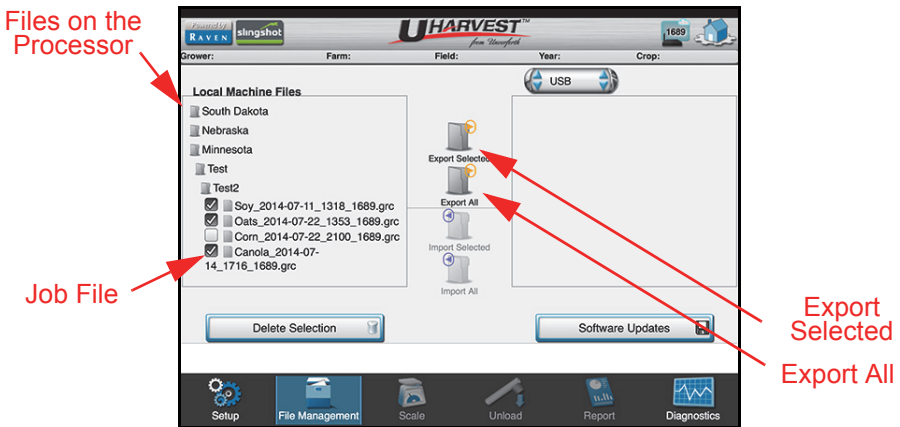 Files on the
Processor
Powered by
RAVEN
slingshot
UHARVEST™
from Unverferth
1689
Grower:
Farm:
Field:
Year:
Crop:
USB
Local Machine Files
South Dakota
Nebraska
Minnesota
Test
Test2
Soy_2014-07-11_1318_1689.grc
Oats_2014-07-22_1353_1689.grc
Corn_2014-07-22_2100_1689.grc
Canola_2014-07-
14_1716_1689.grc
Export Selected
Export All
Import Selected
Import All
Job File
Export
Selected
Export All
Delete Selection
Software Updates
Setup
File Management
Scale
Unload
Report
Diagnostics